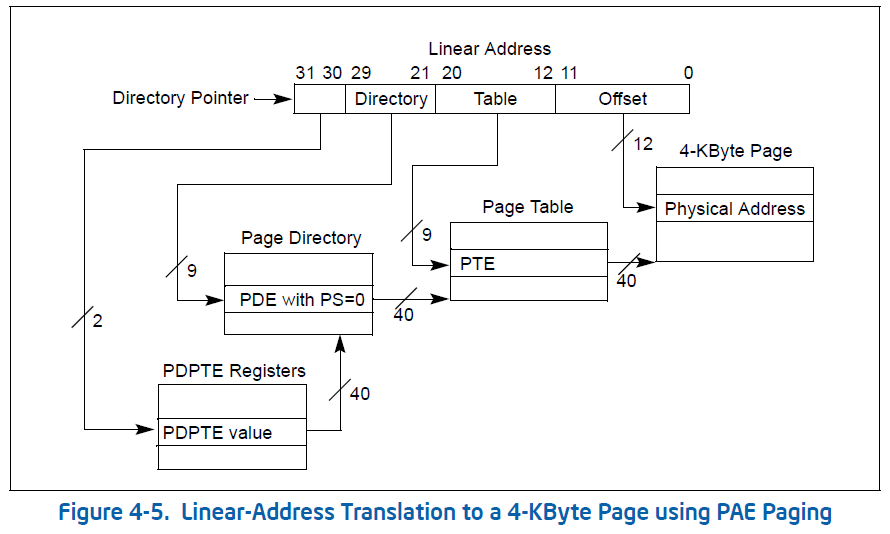 Linear Address
31 30 29 21 20 12 11 0
Directory Pointer Directory Table Offset
12
4-KByte Page
Physical Address
Page Table
9
PTE
40
Page Directory
9
PDE with PS=0
40
2
PDPTE Registers
40
PDPTE value
Figure 4-5. Linear-Address Translation to a 4-KByte Page using PAE Paging